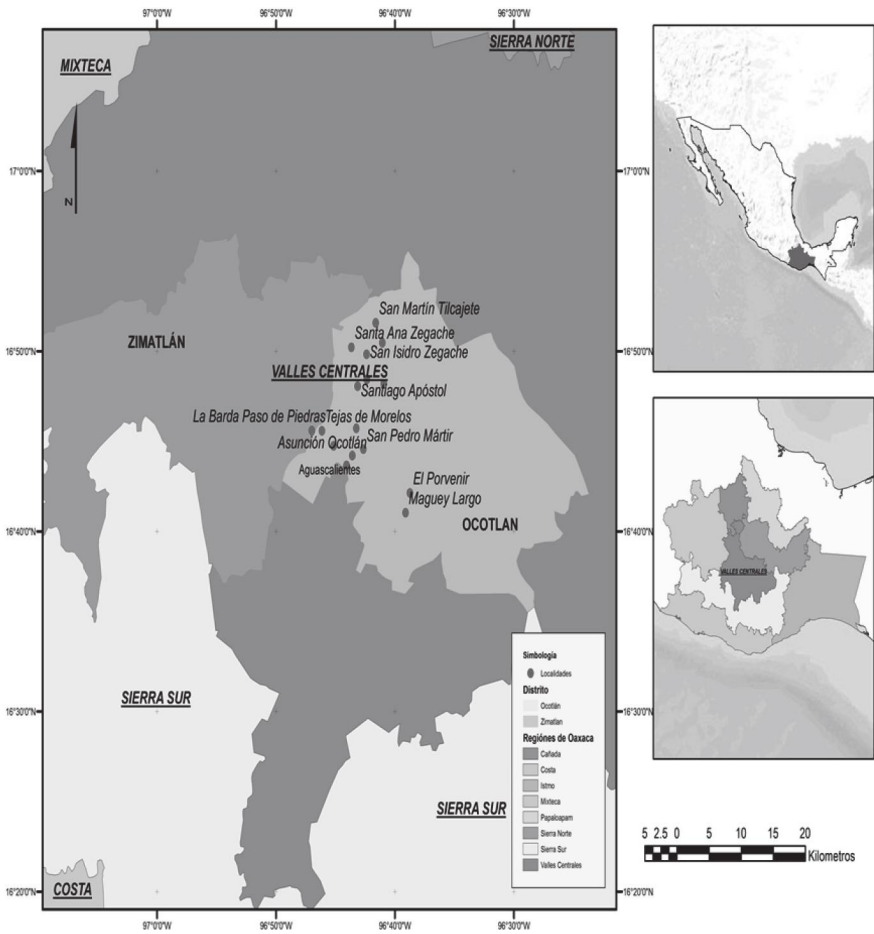 97°0'0"W 96°50'0"W 96°40'0"W 96°30'0"W
SIERRA NORTE
MIXTECA
N
17°0'0"N
17°0'0"N
San Martín Tilcajete
Santa Ana Zegache
ZIMATLÁN
16°50'0"N
San Isidro Zegache
16°50'0"N
VALLES CENTRALES
Santiago Apóstol
La Barda Paso de Piedras
Tejas de Morelos
San Pedro Mártir
Asunción Ocotlán
Aguascalientes
El Porvenir
Maguey Largo
OCOTLAN
16°40'0"N
16°40'0"N
SIERRA SUR
16°30'0"N
16°30'0"N
SIERRA SUR
COSTA
16°20'0"N
16°20'0"N
97°0'0"W 96°50'0"W 96°40'0"W 96°30'0"W
Simbología
Localidades
Distrito
Ocotlán
Zimatlan
Regiónes de Oaxaca
Cañada
Costa
Istmo
Mixteca
Papaloapam
Sierra Norte
Sierra Sur
Valles Centrales
VALLES CENTRALES
5 2.5 0 5 10 15 20
Kilometros